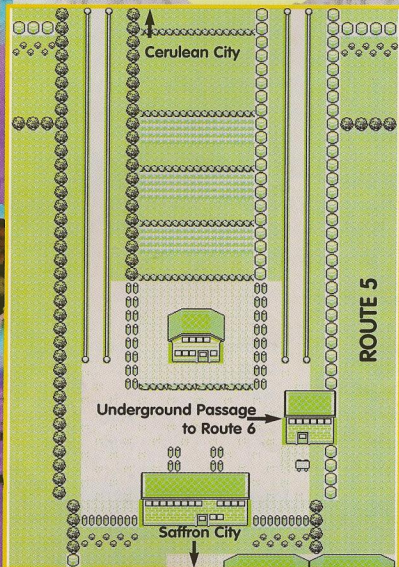 Cerulean City
ROUTE 5
Underground Passage
to Route 6
Saffron City